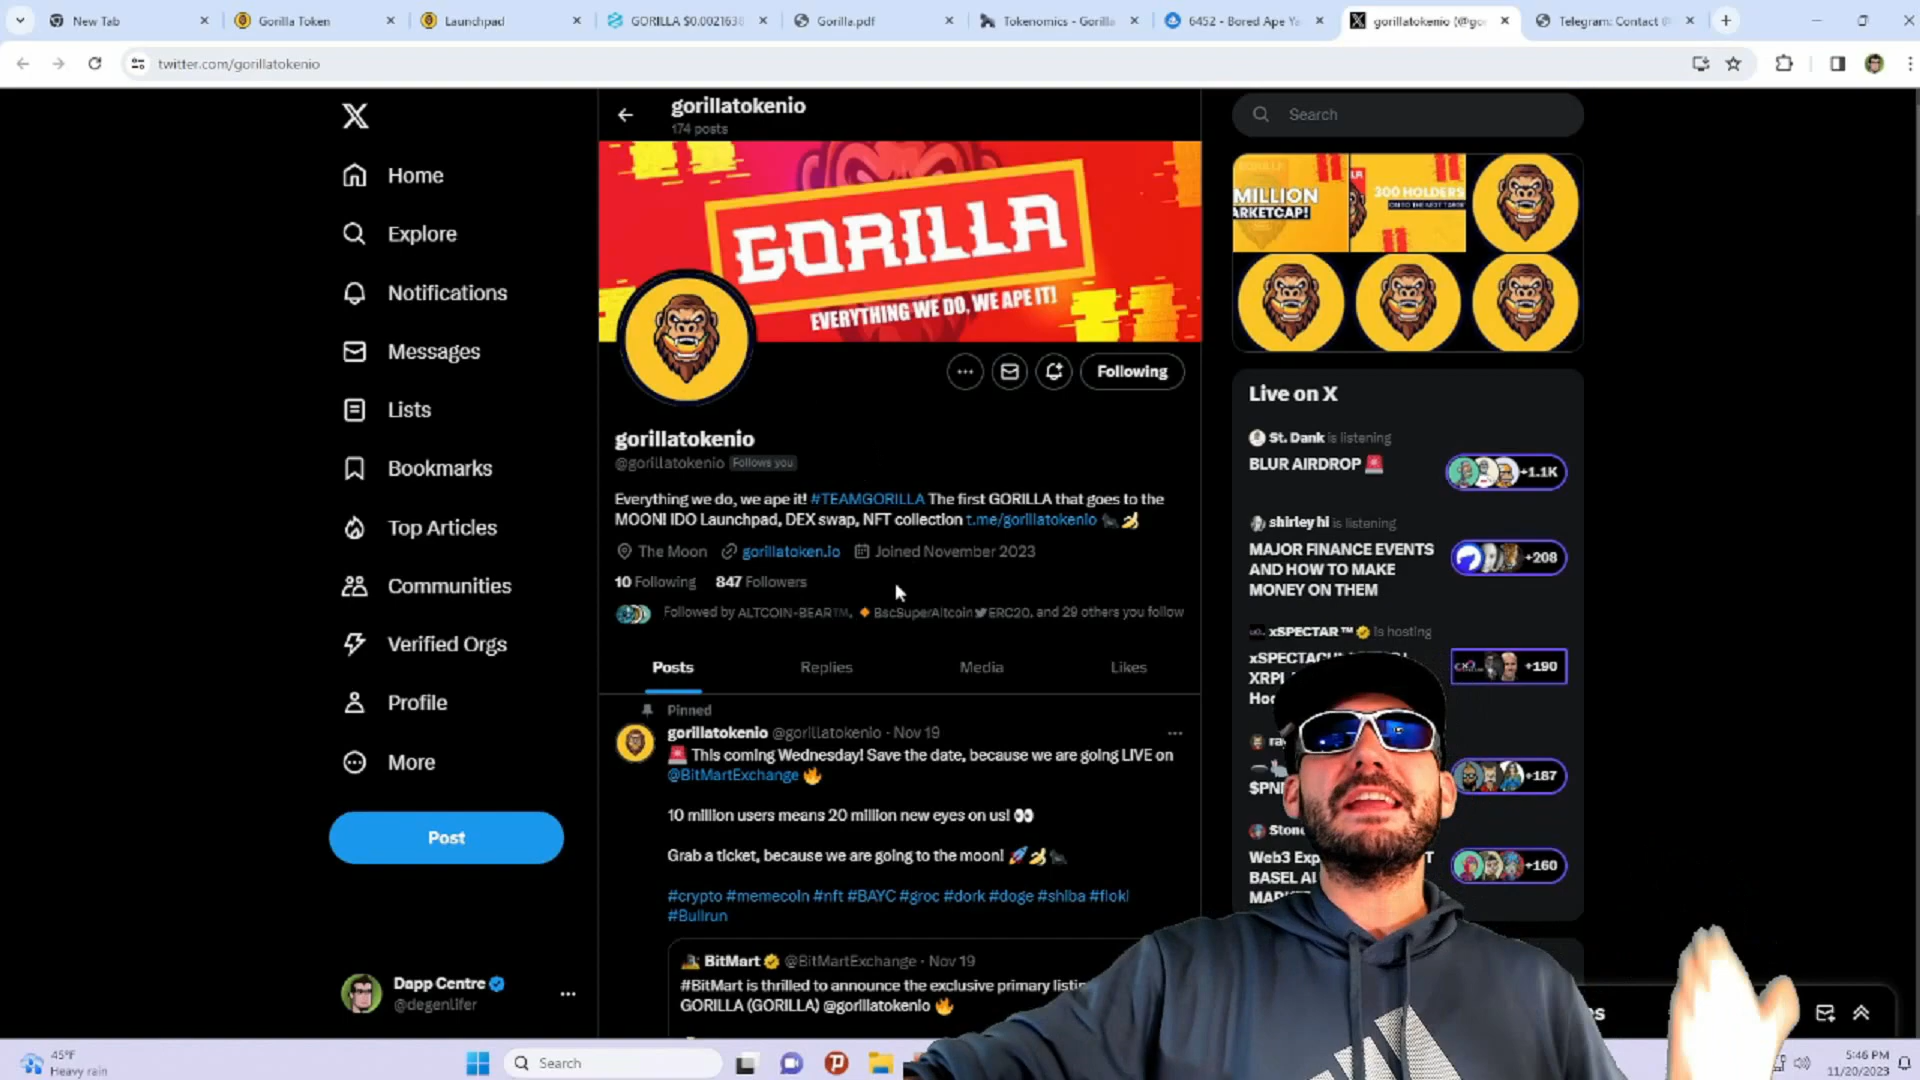 New Tab
Gorilla Token
Launchpad
GORILLA $0.0021638
Gorilla.pdf
Tokenomics - Gorilla
6452 - Bored Ape Ya
gorillatokenio (@gor
Telegram: Contact @
twitter.com/gorillatokenio
gorillatokenio
174 posts
Search
Home
Explore
Notifications
Messages
Lists
Bookmarks
Top Articles
Communities
Verified Orgs
Profile
More
Post
Dapp Centre
@degenlifer
GORILLA
EVERYTHING WE DO, WE APE IT!
Following
gorillatokenio
@gorillatokenio Follows you
Everything we do, we ape it! #TEAMGORILLA The first GORILLA that goes to the
MOON! IDO Launchpad, DEX swap, NFT collection t.me/gorillatokenio 🦍🍌
The Moon gorillatoken.io Joined November 2023
10 Following 847 Followers
Followed by ALTCOIN-BEAR™, 🔶 BscSuperAltcoin ERC20, and 29 others you follow
Posts Replies Media Likes
Pinned
gorillatokenio @gorillatokenio · Nov 19
🚨 This coming Wednesday! Save the date, because we are going LIVE on
@BitMartExchange 🔥
10 million users means 20 million new eyes on us! 👀
Grab a ticket, because we are going to the moon! 🚀🍌🦍
#crypto #memecoin #nft #BAYC #groc #dork #doge #shiba #floki
#Bullrun
BitMart @BitMartExchange · Nov 19
#BitMart is thrilled to announce the exclusive primary listin
GORILLA (GORILLA) @gorillatokenio 🔥
MILLION
ARKETCAP!
300 HOLDERS
Live on X
St. Dank is listening
BLUR AIRDROP 🚨
+1.1K
shirley hi is listening
MAJOR FINANCE EVENTS
AND HOW TO MAKE
MONEY ON THEM
+208
xSPECTAR™ is hosting
XRPL
Hoo
+190
ra
$PN
+187
Ston
Web3 Exp
BASEL A
MAR
+160
45°F
Heavy rain
Search
5:46 PM
11/20/2023